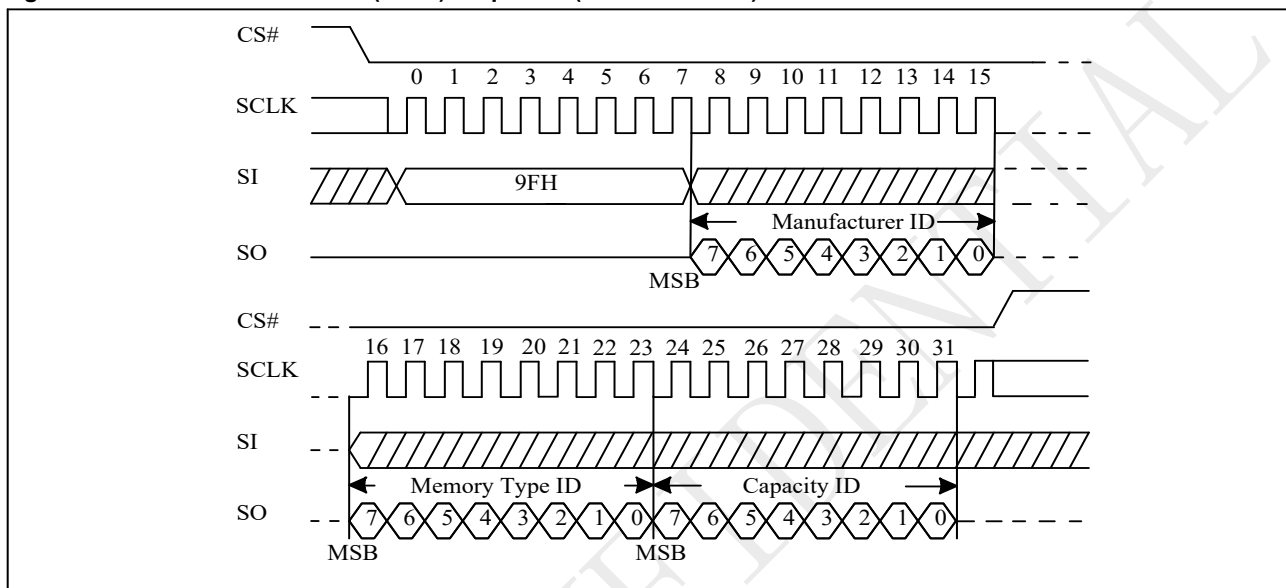 CS#
0 1 2 3 4 5 6 7 8 9 10 11 12 13 14 15
SCLK
SI
9FH
Manufacturer ID
SO
7 6 5 4 3 2 1 0
MSB
CS#
16 17 18 19 20 21 22 23 24 25 26 27 28 29 30 31
SCLK
SI
Memory Type ID Capacity ID
SO
7 6 5 4 3 2 1 0 7 6 5 4 3 2 1 0
MSB MSB